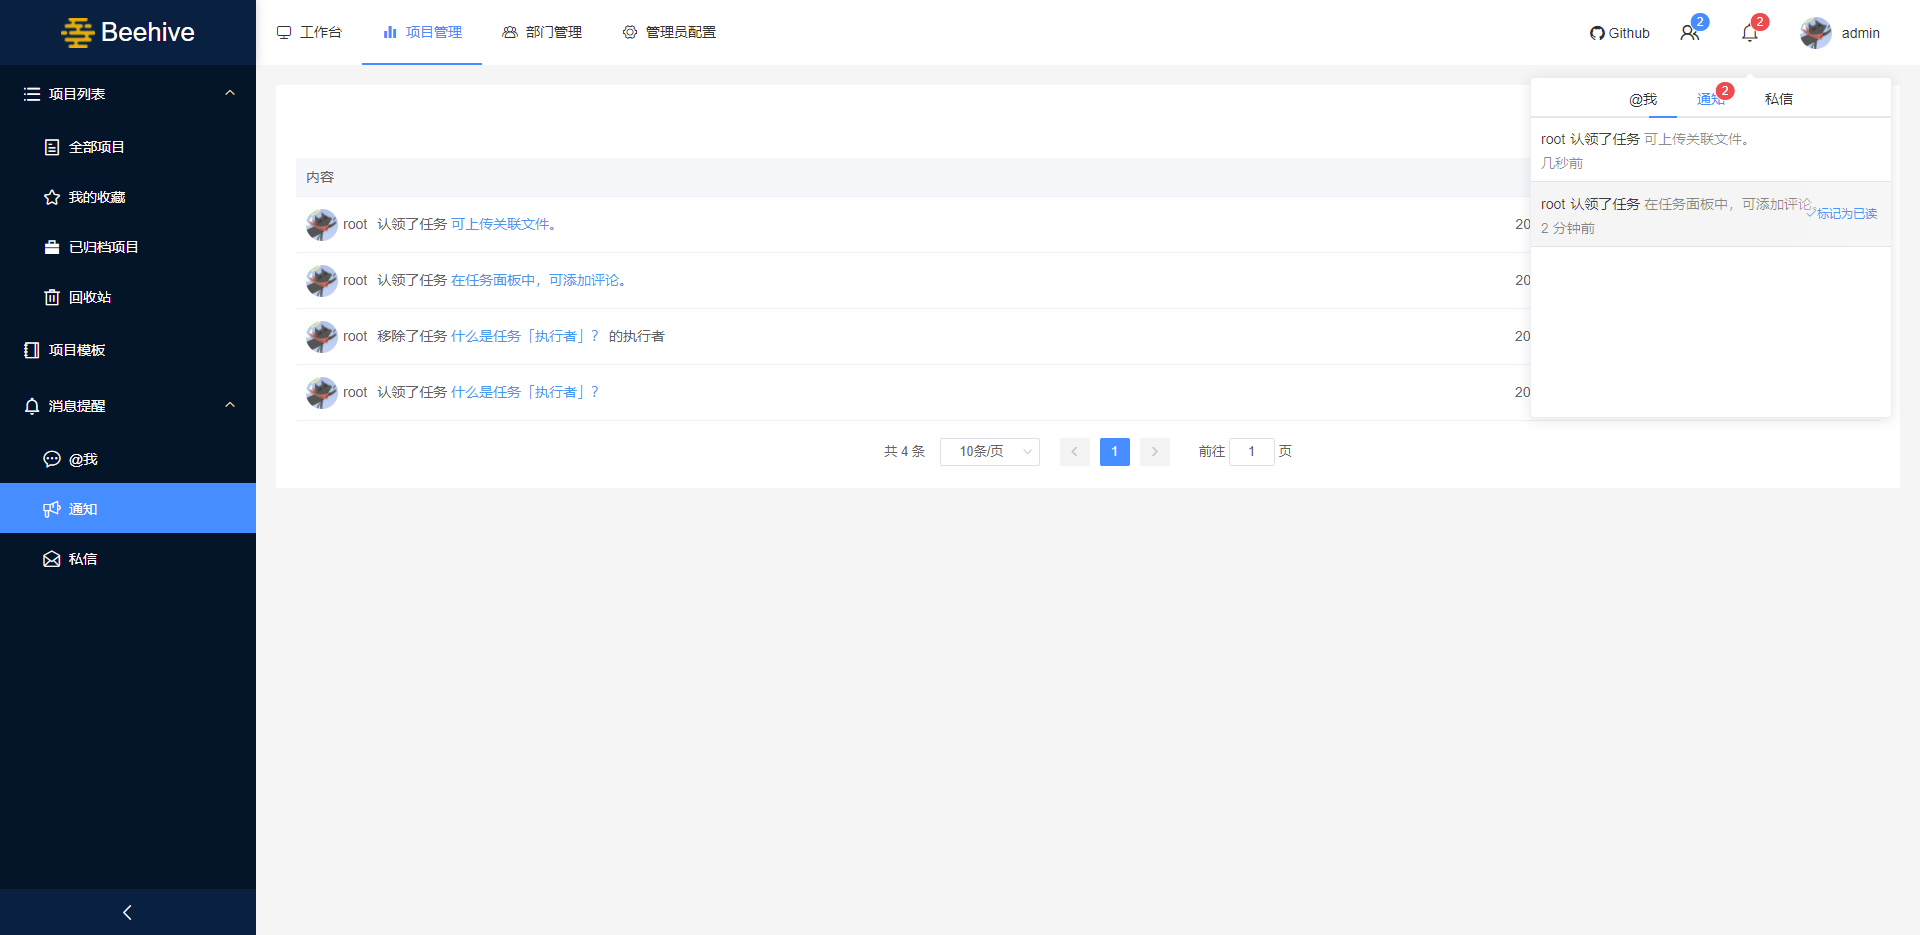 Beehive
工作台
项目管理
部门管理
管理员配置
Github
2
2
admin
项目列表
全部项目
我的收藏
已归档项目
回收站
项目模板
消息提醒
@我
通知
私信
内容
root 认领了任务 可上传关联文件。
20
root 认领了任务 在任务面板中，可添加评论。
20
root 移除了任务 什么是任务「执行者」？ 的执行者
20
root 认领了任务 什么是任务「执行者」？
20
共 4 条
10条/页
1
前往 1 页
@我
通知
2
私信
root 认领了任务 可上传关联文件。
几秒前
root 认领了任务 在任务面板中，可添加评论。
标记为已读
2 分钟前